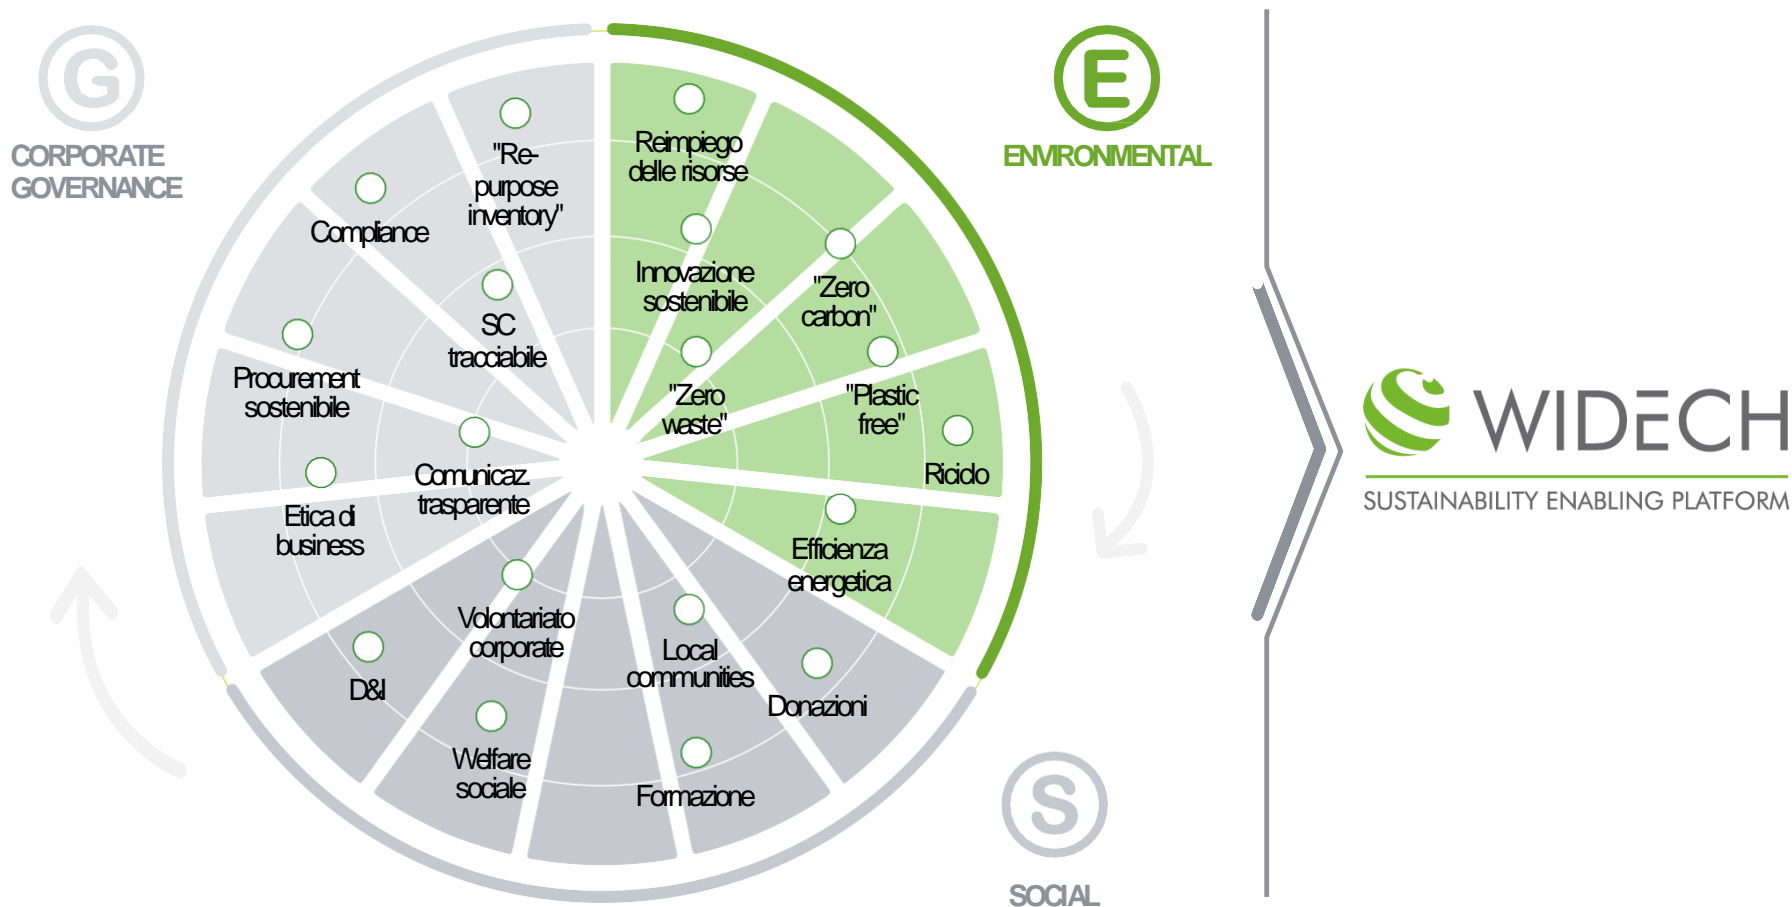 G
CORPORATE
GOVERNANCE
"Re-
purpose
inventory"
Compliance
SC
tracciabile
Procurement
sostenibile
Comunicaz.
trasparente
Etica di
business
E
ENVIRONMENTAL
Reimpiego
delle risorse
Innovazione
sostenibile
"Zero
carbon"
"Zero
waste"
"Plastic
free"
Riciclo
Efficienza
energetica
Volontariato
corporate
D&I
Welfare
sociale
Local
communities
Donazioni
Formazione
S
SOCIAL
WIDECH
SUSTAINABILITY ENABLING PLATFORM